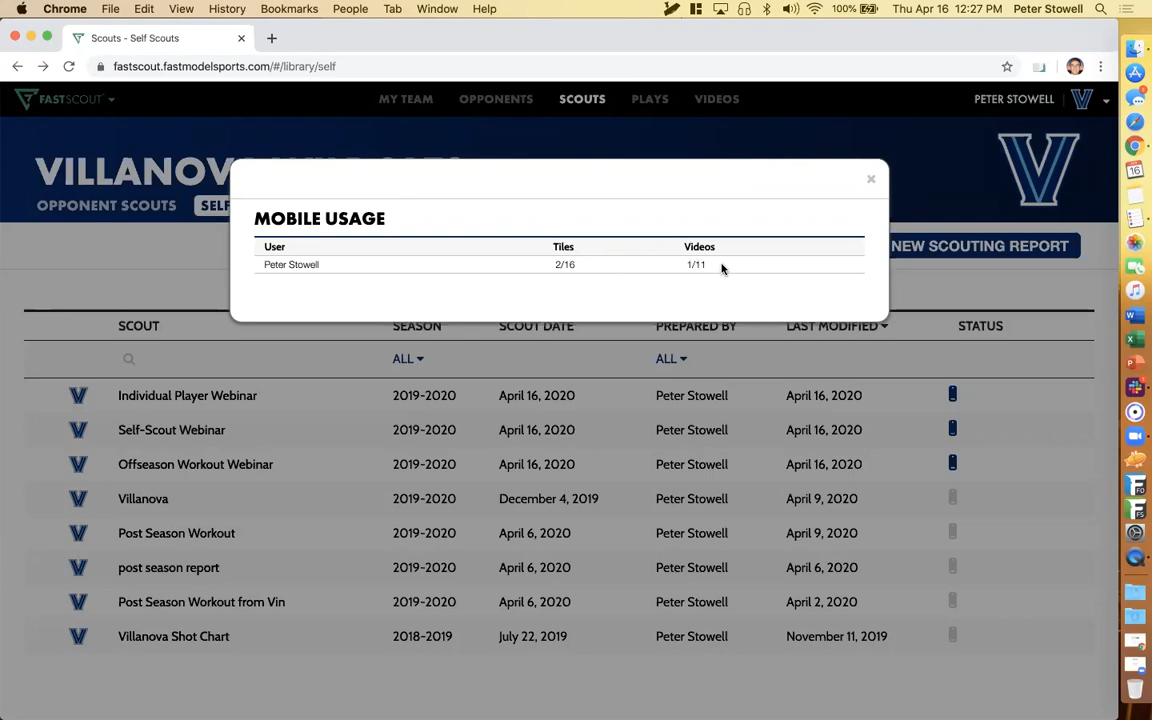 Chrome File Edit View History Bookmarks People Tab Window Help 100% Thu Apr 16 12:27 PM Peter Stowell
Scouts - Self Scouts
fastscout.fastmodelsports.com/#/library/self
FASTSCOUT MY TEAM OPPONENTS SCOUTS PLAYS VIDEOS PETER STOWELL
VILLANOV
OPPONENT SCOUTS SELF
NEW SCOUTING REPORT
MOBILE USAGE
User Tiles Videos
Peter Stowell 2/16 1/11
SCOUT SEASON SCOUT DATE PREPARED BY LAST MODIFIED STATUS
ALL ALL
Individual Player Webinar 2019-2020 April 16, 2020 Peter Stowell April 16, 2020
Self-Scout Webinar 2019-2020 April 16, 2020 Peter Stowell April 16, 2020
Offseason Workout Webinar 2019-2020 April 16, 2020 Peter Stowell April 16, 2020
Villanova 2019-2020 December 4, 2019 Peter Stowell April 9, 2020
Post Season Workout 2019-2020 April 6, 2020 Peter Stowell April 9, 2020
post season report 2019-2020 April 6, 2020 Peter Stowell April 6, 2020
Post Season Workout from Vin 2019-2020 April 6, 2020 Peter Stowell April 2, 2020
Villanova Shot Chart 2018-2019 July 22, 2019 Peter Stowell November 11, 2019